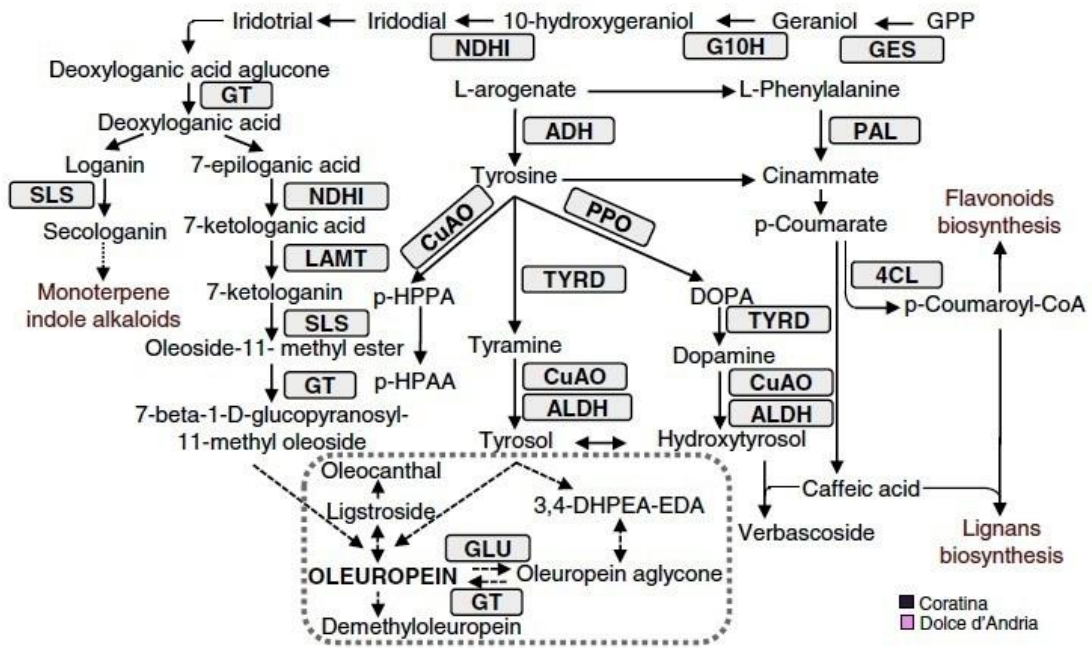 Iridotrial Iridodial 10-hydroxygeraniol Geraniol GPP
NDHI G10H GES
Deoxyloganic acid aglucone
GT
Deoxyloganic acid
L-arogenate L-Phenylalanine
ADH PAL
Loganin 7-epiloganic acid
Tyrosine Cinammate
SLS NDHI
CuAO PPO
Secologanin 7-ketologanic acid
p-Coumarate
Flavonoids
biosynthesis
LAMT
TYRD
4CL
Monoterpene
indole alkaloids
7-ketologanin
p-HPPA
DOPA
p-Coumaroyl-CoA
SLS
TYRD
Oleoside-11- methyl ester
Tyramine
Dopamine
GT
p-HPAA
CuAO
ALDH
CuAO
ALDH
7-beta-1-D-glucopyranosyl-
11-methyl oleoside
Tyrosol
Hydroxytyrosol
Oleocanthal
Ligstroside
3,4-DHPEA-EDA
Caffeic acid
Verbascoside
Lignans
biosynthesis
GLU
OLEUROPEIN
Oleuropein aglycone
GT
Demethyloleuropein
Coratina
Dolce d'Andria